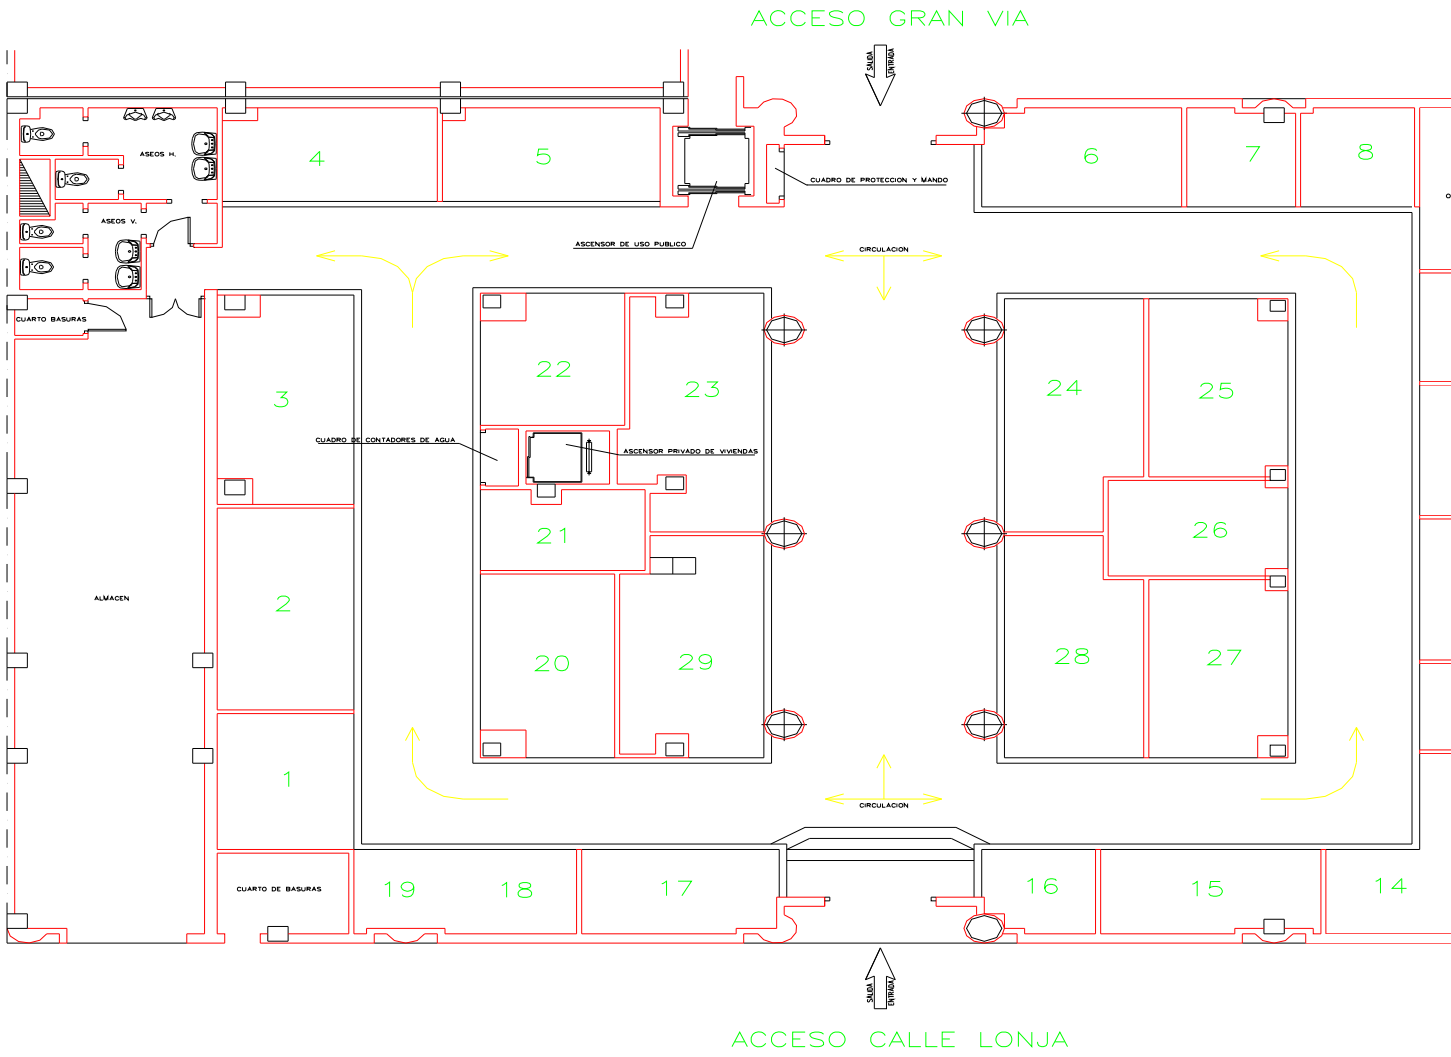 ACCESO GRAN VIA
SALIDA
ENTRADA
ASEOS H.
4
5
6
7
8
CUADRO DE PROTECCION Y MANDO
ASEOS V.
ASCENSOR DE USO PUBLICO
CIRCULACION
CUARTO BASURAS
3
22
23
24
25
CUADRO DE CONTADORES DE AGUA
ASCENSOR PRIVADO DE VIVIENDAS
21
26
ALMACEN
2
20
29
28
27
1
CIRCULACION
CUARTO DE BASURAS
19
18
17
16
15
14
SALIDA
ENTRADA
ACCESO CALLE LONJA